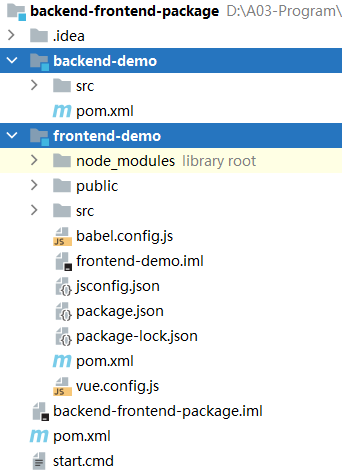 backend-frontend-package D:\A03-Program\
.idea
backend-demo
src
pom.xml
frontend-demo
node_modules library root
public
src
babel.config.js
frontend-demo.iml
jsconfig.json
package.json
package-lock.json
pom.xml
vue.config.js
backend-frontend-package.iml
pom.xml
start.cmd